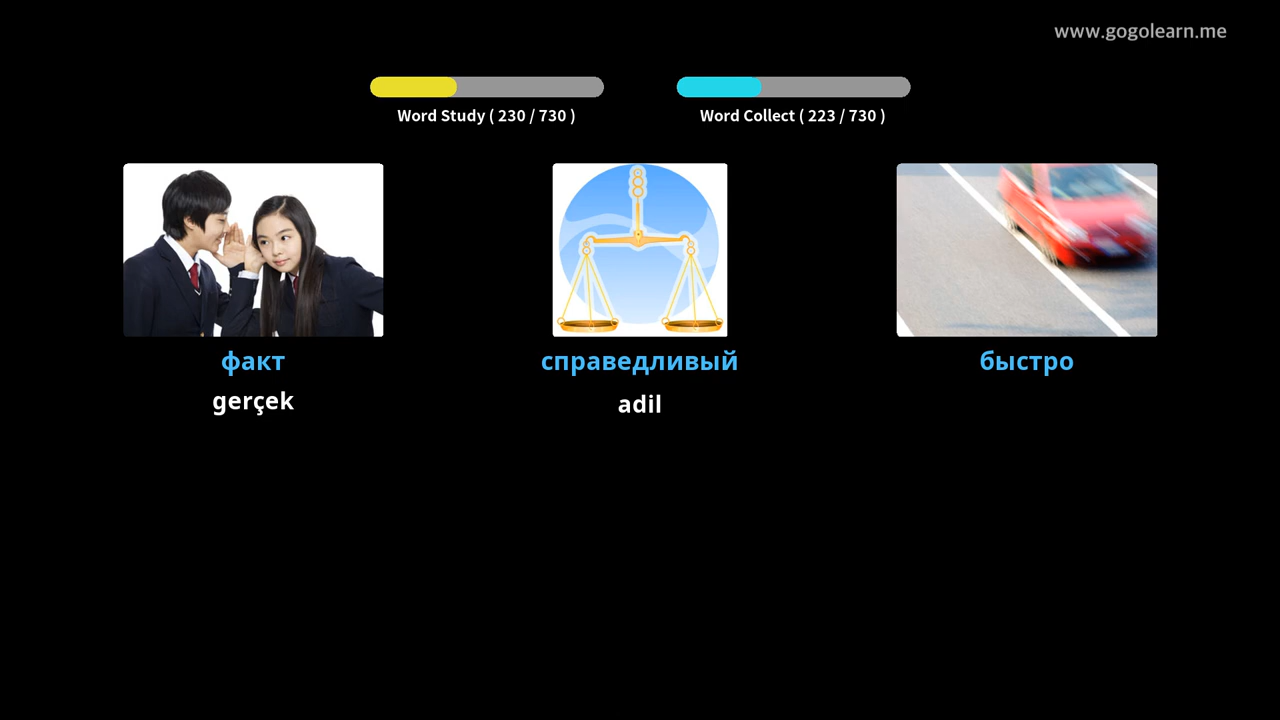 www.gogolearn.me
Word Study ( 230 / 730 )
Word Collect ( 223 / 730 )
факт
справедливый
быстро
gerçek
adil